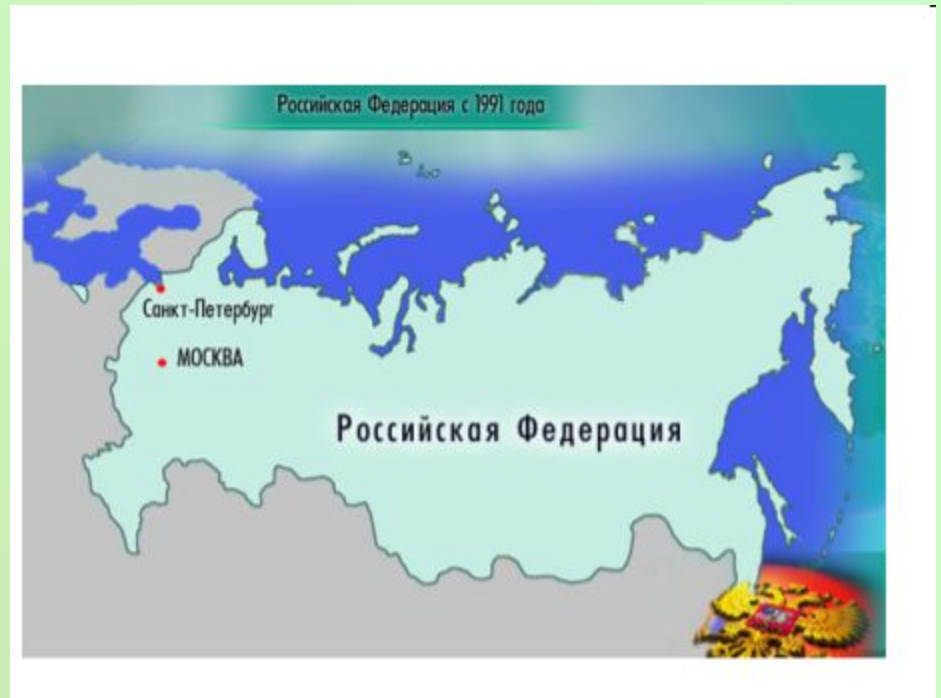 Российская Федерация с 1991 года
Санкт-Петербург
МОСКВА
Российская Федерация